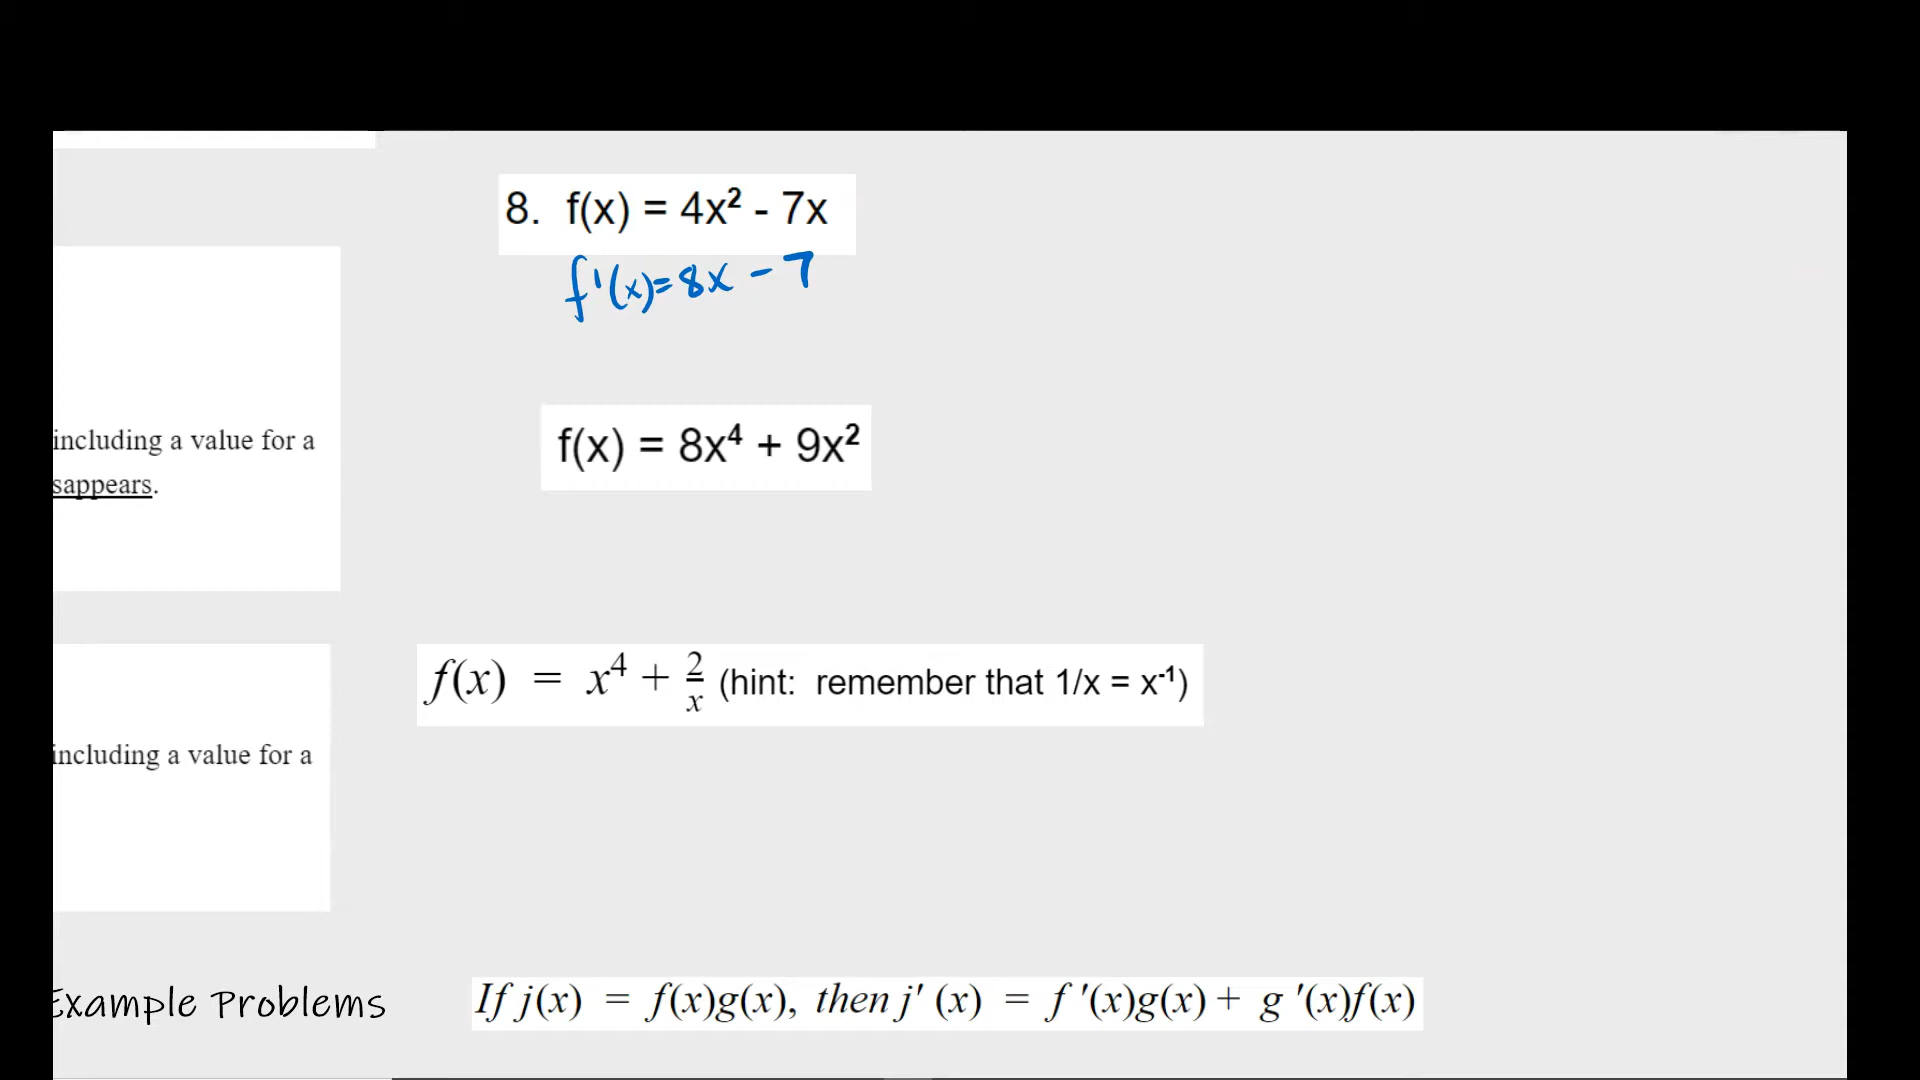 8. f(x) = 4x² - 7x
f'(x)=8x - 7
including a value for a
sappears.
f(x) = 8x⁴ + 9x²
f(x) = x⁴ + 2/x (hint: remember that 1/x = x⁻¹)
including a value for a
Example Problems
If j(x) = f(x)g(x), then j' (x) = f '(x)g(x) + g '(x)f(x)